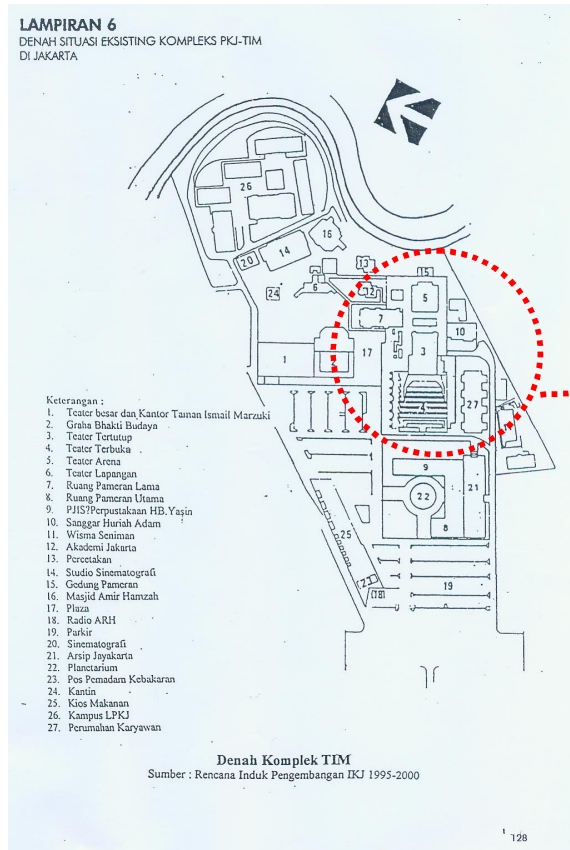 LAMPIRAN 6
DENAH SITUASI EKSISTING KOMPLEKS PKJ-TIM
DI JAKARTA
26
16
14
20
13
15
12
6
24
5
7
10
3
1
2
17
4
27
11
9
21
22
8
25
23
18
19
Keterangan :
1. Teater besar dan Kantor Taman Ismail Marzuki
2. Graha Bhakti Budaya
3. Teater Tertutup
4. Teater Terbuka
5. Teater Arena
6. Teater Lapangan
7. Ruang Pameran Lama
8. Ruang Pameran Utama
9. PJIS?Perpustakaan HB.Yasin
10. Sanggar Huriah Adam
11. Wisma Seniman
12. Akademi Jakarta
13. Percetakan
14. Studio Sinematografi
15. Gedung Pameran
16. Masjid Amir Hamzah
17. Plaza
18. Radio ARH
19. Parkir
20. Sinematografi
21. Arsip Jayakarta
22. Planetarium
23. Pos Pemadam Kebakaran
24. Kantin
25. Kios Makanan
26. Kampus LPKJ
27. Perumahan Karyawan
Denah Komplek TIM
Sumber : Rencana Induk Pengembangan IKJ 1995-2000
128